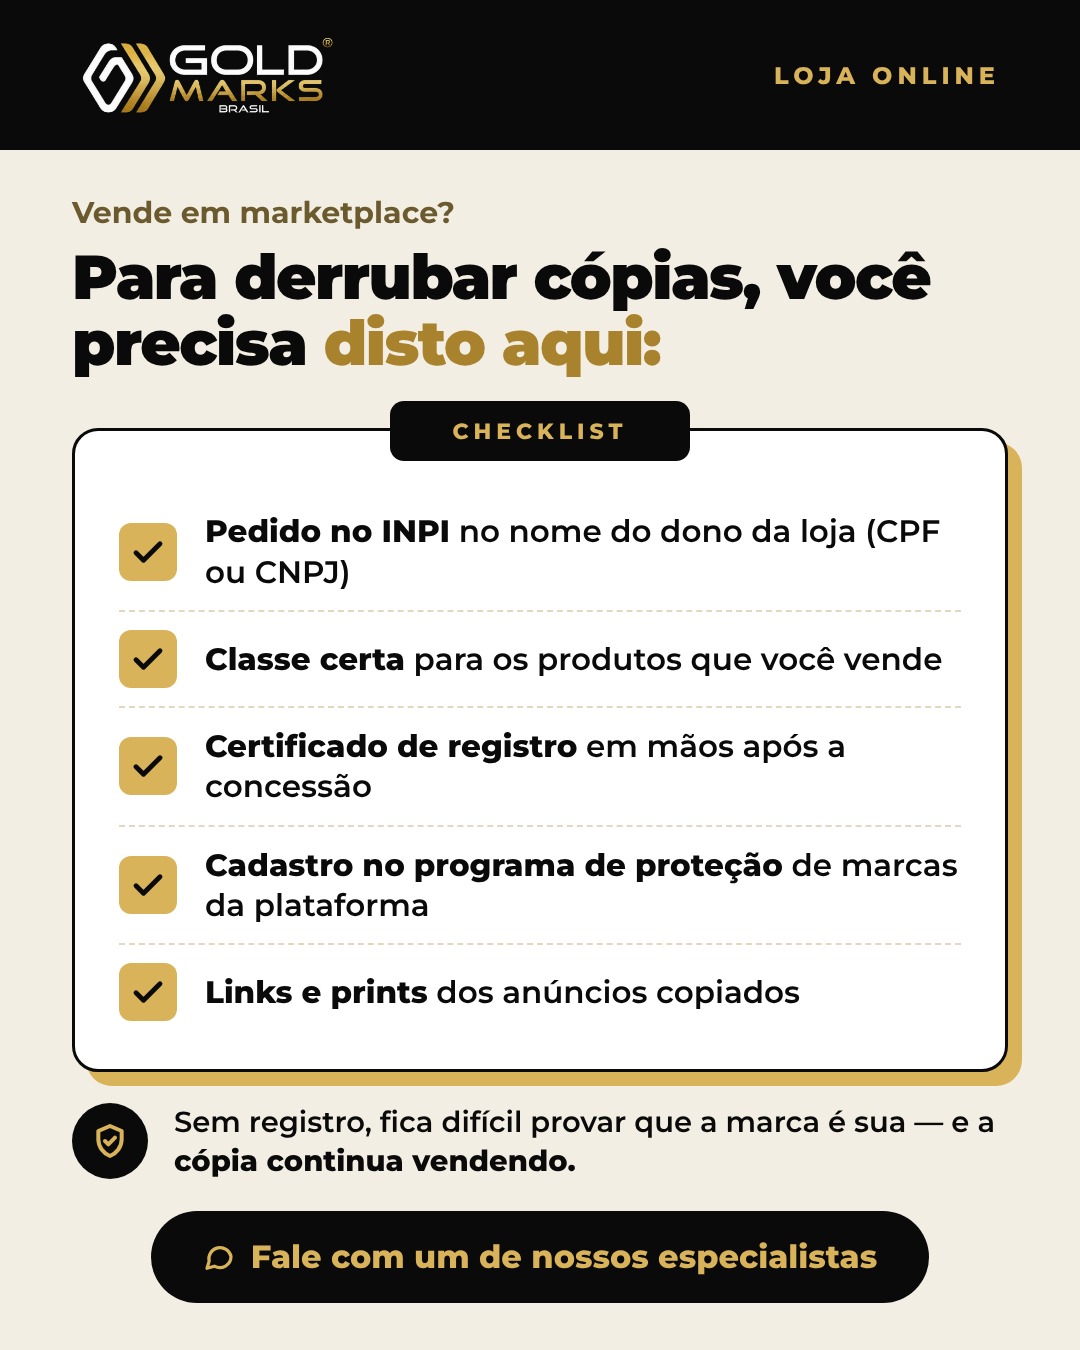 GOLD®
MARKS
BRASIL
LOJA ONLINE
Vende em marketplace?
Para derrubar cópias, você
precisa disto aqui:
CHECKLIST
Pedido no INPI no nome do dono da loja (CPF
ou CNPJ)
Classe certa para os produtos que você vende
Certificado de registro em mãos após a
concessão
Cadastro no programa de proteção de marcas
da plataforma
Links e prints dos anúncios copiados
Sem registro, fica difícil provar que a marca é sua — e a
cópia continua vendendo.
Fale com um de nossos especialistas